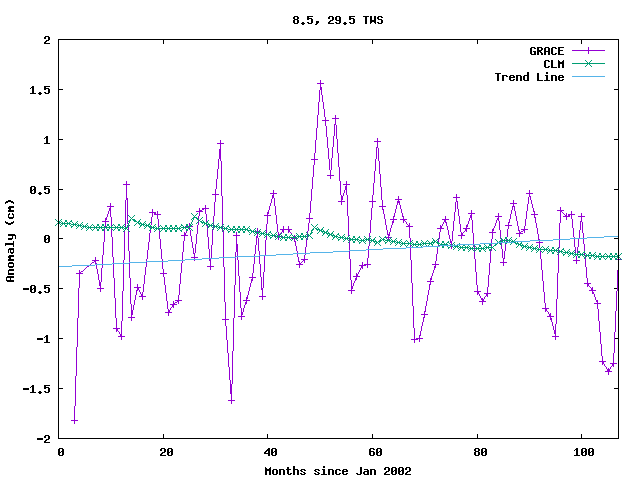 8.5, 29.5 TWS
GRACE
CLM
Trend Line
2
1.5
1
0.5
0
-0.5
-1
-1.5
-2
Anomaly (cm)
0 20 40 60 80 100
Months since Jan 2002